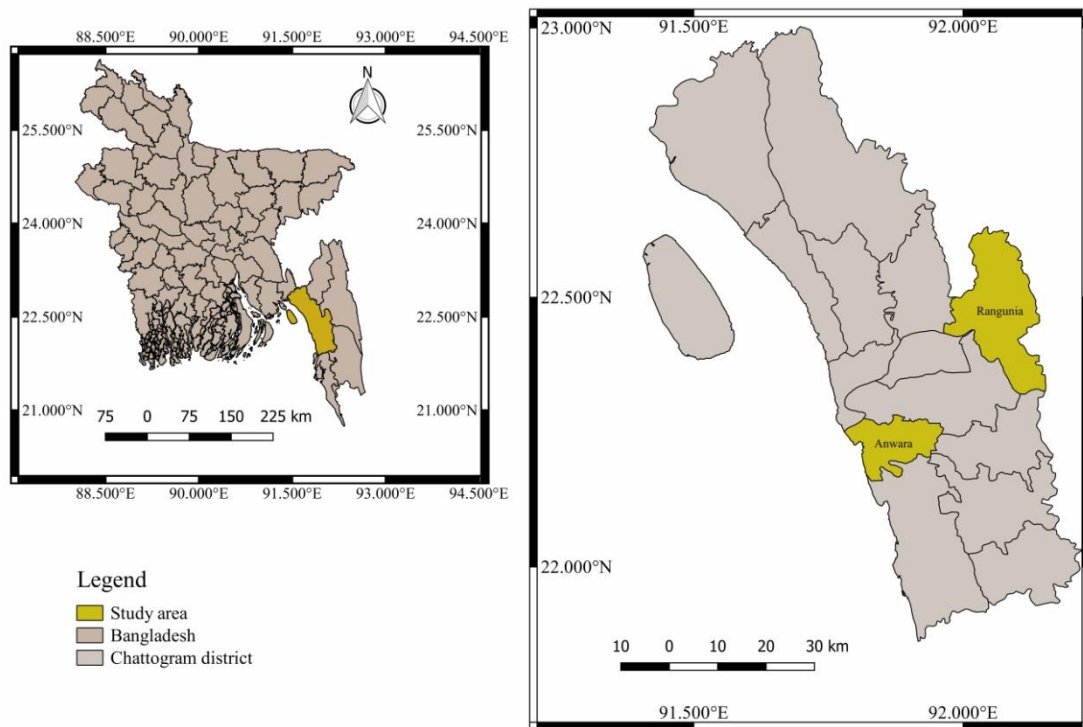 88.500°E 90.000°E 91.500°E 93.000°E 94.500°E
N
25.500°N
25.500°N
24.000°N
24.000°N
22.500°N
22.500°N
21.000°N
21.000°N
75 0 75 150 225 km
88.500°E 90.000°E 91.500°E 93.000°E 94.500°E
Legend
Study area
Bangladesh
Chattogram district
91.500°E 92.000°E
23.000°N
22.500°N
22.000°N
Rangunia
Anwara
10 0 10 20 30 km
91.500°E 92.000°E